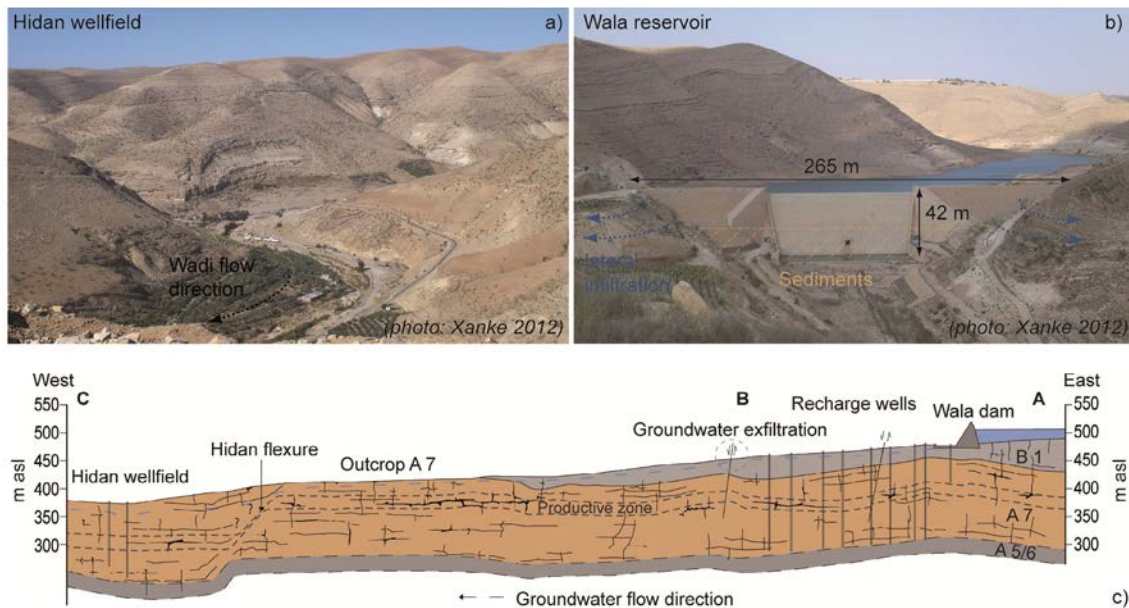 Hidan wellfield
a)
Wadi flow
direction
(photo: Xanke 2012)
Wala reservoir
b)
265 m
42 m
lateral
infiltration
Sediments
(photo: Xanke 2012)
West
East
C
B
A
550
500
450
400
350
300
m asl
Hidan wellfield
Hidan flexure
Outcrop A 7
Groundwater exfiltration
Recharge wells
Wala dam
Productive zone
B 1
A 7
A 5/6
550
500
450
400
350
300
m asl
Groundwater flow direction
c)